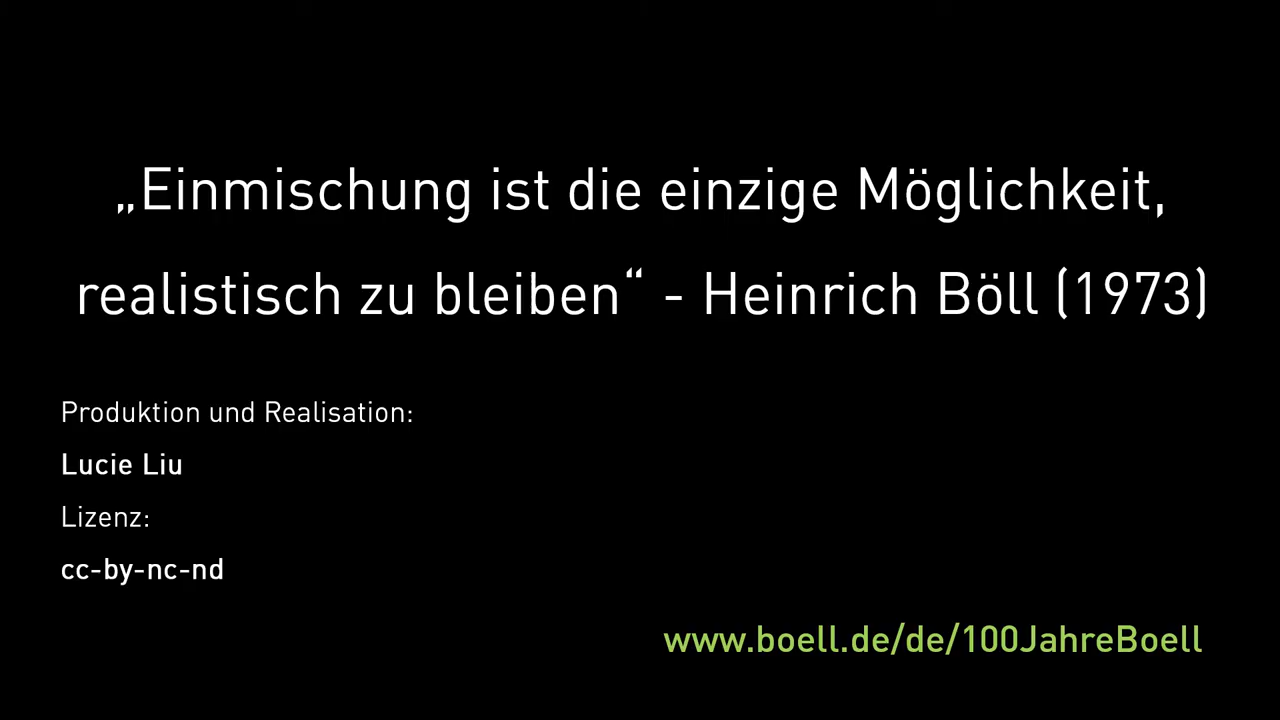 „Einmischung ist die einzige Möglichkeit,
realistisch zu bleiben“ - Heinrich Böll (1973)
Produktion und Realisation:
Lucie Liu
Lizenz:
cc-by-nc-nd
www.boell.de/de/100JahreBoell